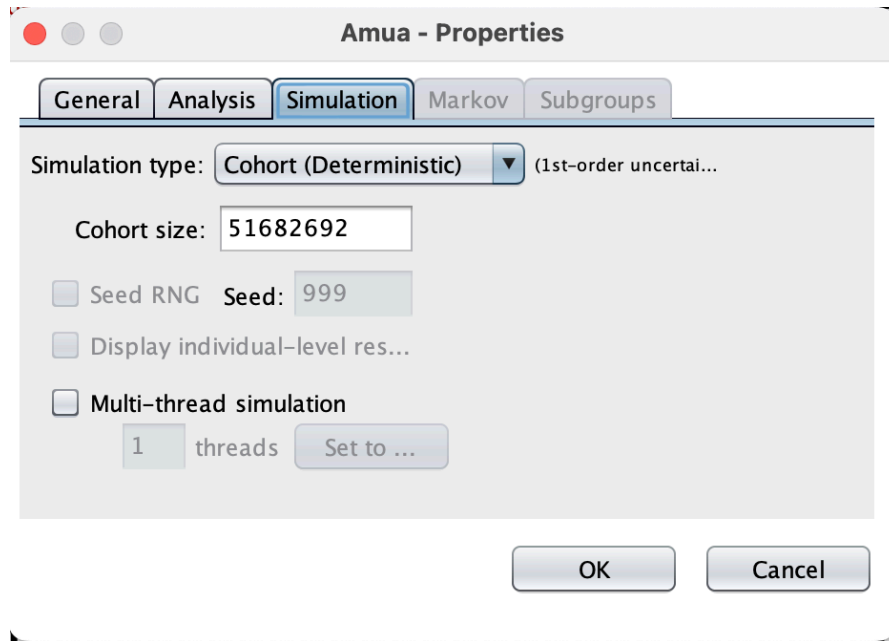 Amua - Properties
General Analysis Simulation Markov Subgroups
Simulation type: Cohort (Deterministic) (1st-order uncertai...
Cohort size: 51682692
Seed RNG Seed: 999
Display individual-level res...
Multi-thread simulation
1 threads Set to ...
OK Cancel